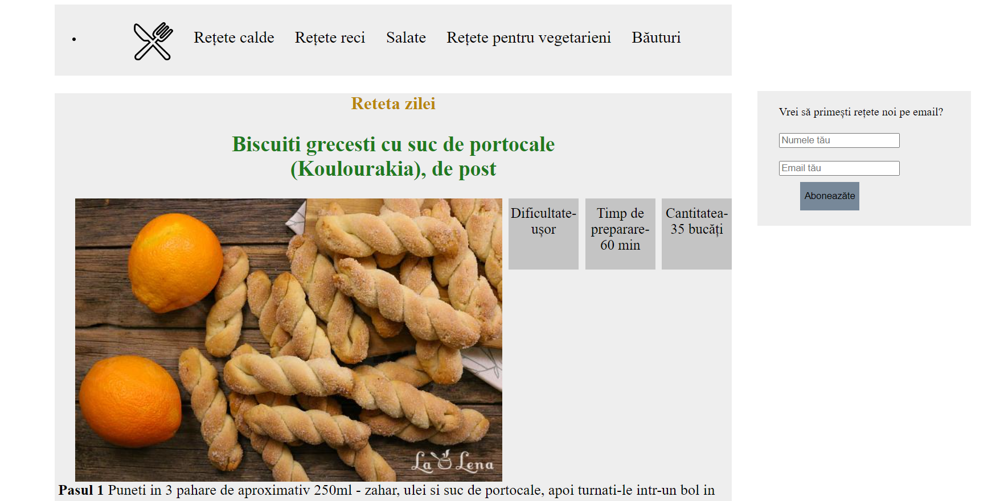 Rețete calde Rețete reci Salate Rețete pentru vegetarieni Băuturi
Reteta zilei
Biscuiti grecesti cu suc de portocale
(Koulourakia), de post
Dificultate-
ușor
Timp de
preparare-
60 min
Cantitatea-
35 bucăți
La Lena
Pasul 1 Puneti in 3 pahare de aproximativ 250ml - zahar, ulei si suc de portocale, apoi turnati-le intr-un bol in
Vrei să primești rețete noi pe email?
Numele tău
Email tău
Aboneazăte